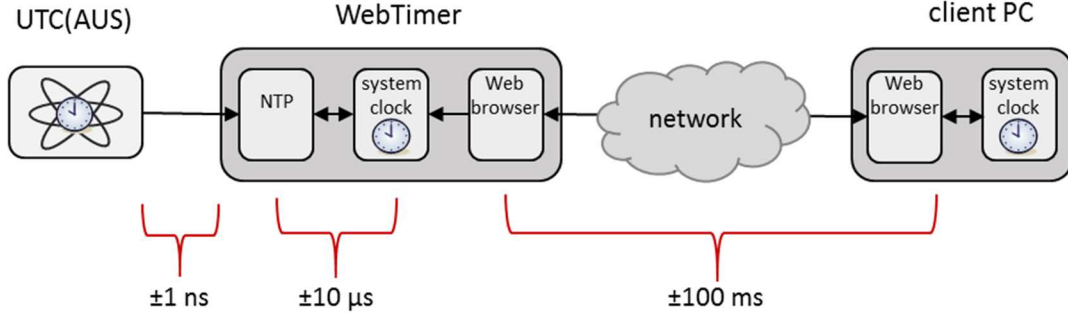 UTC(AUS)
WebTimer
client PC
NTP
system
clock
Web
browser
network
Web
browser
system
clock
±1 ns
±10 µs
±100 ms